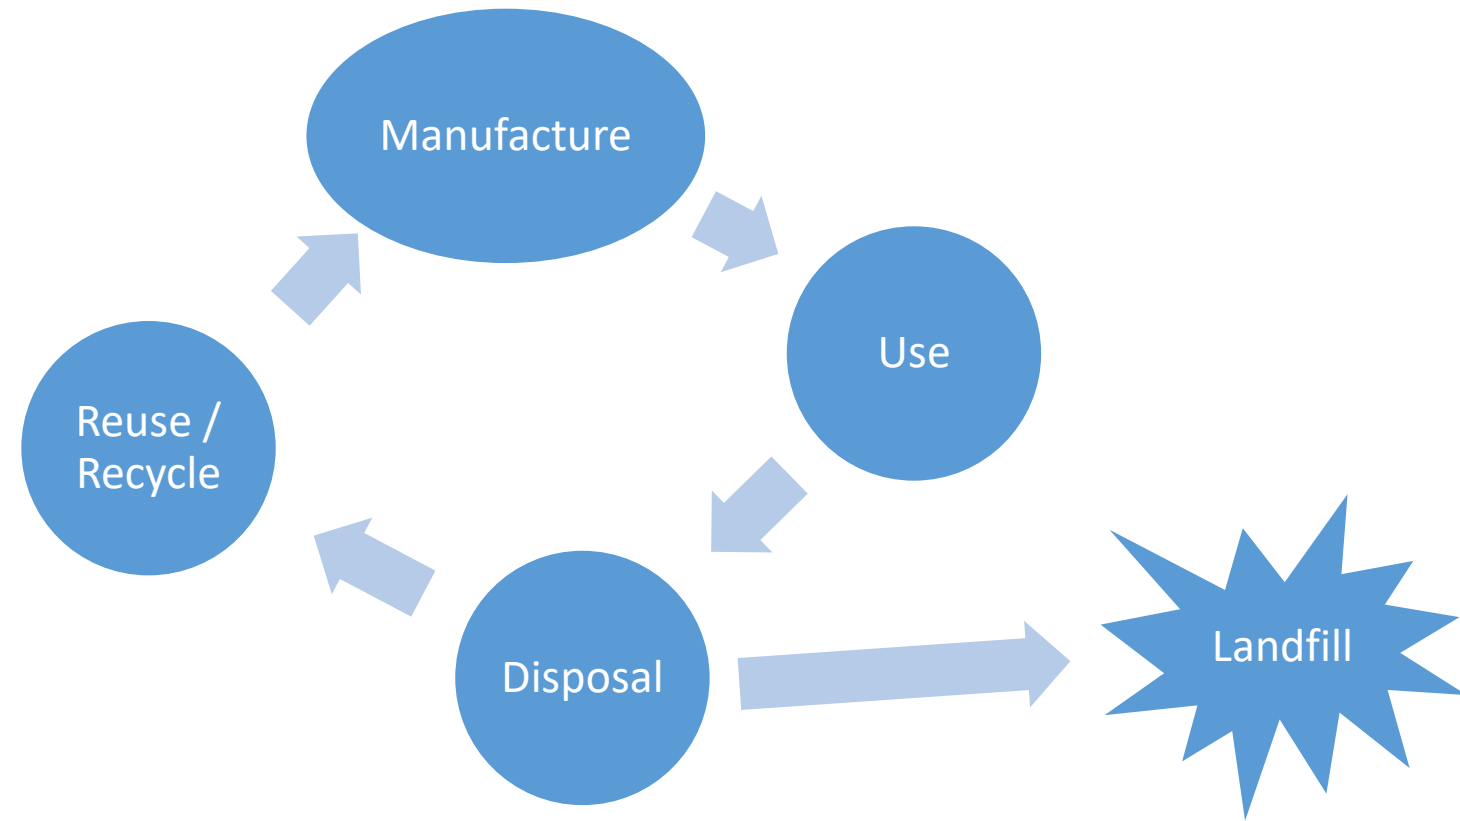 Manufacture
Use
Reuse /
Recycle
Disposal
Landfill